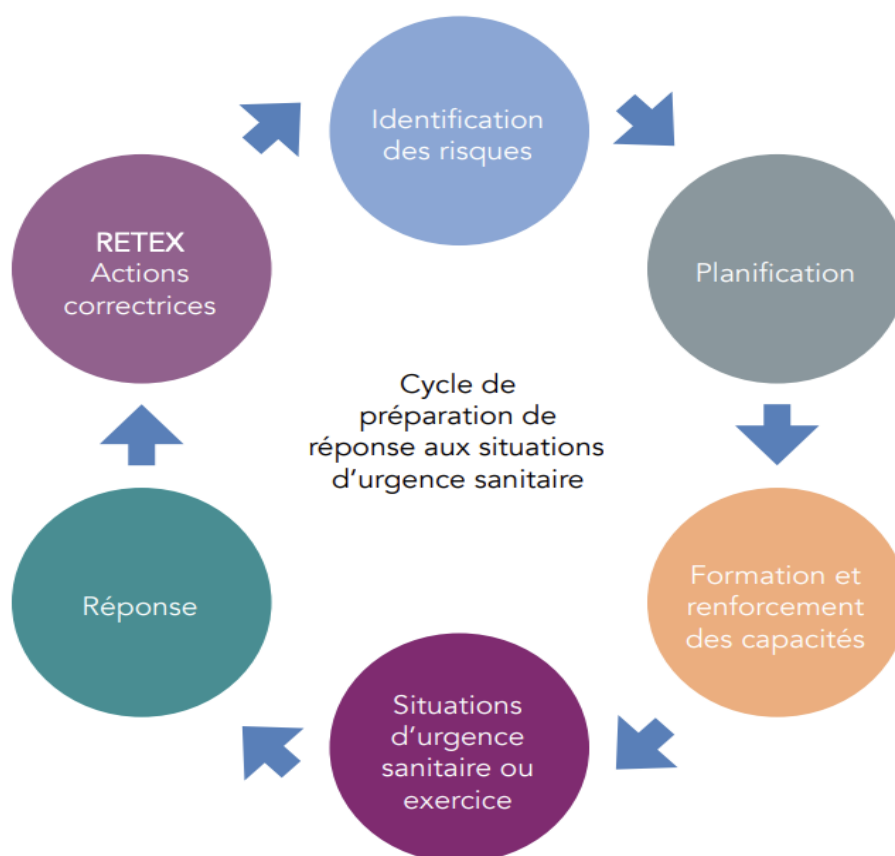 Identification
des risques
Planification
Formation et
renforcement
des capacités
Situations
d’urgence
sanitaire ou
exercice
Réponse
RETEX
Actions
correctrices
Cycle de
préparation de
réponse aux situations
d’urgence sanitaire